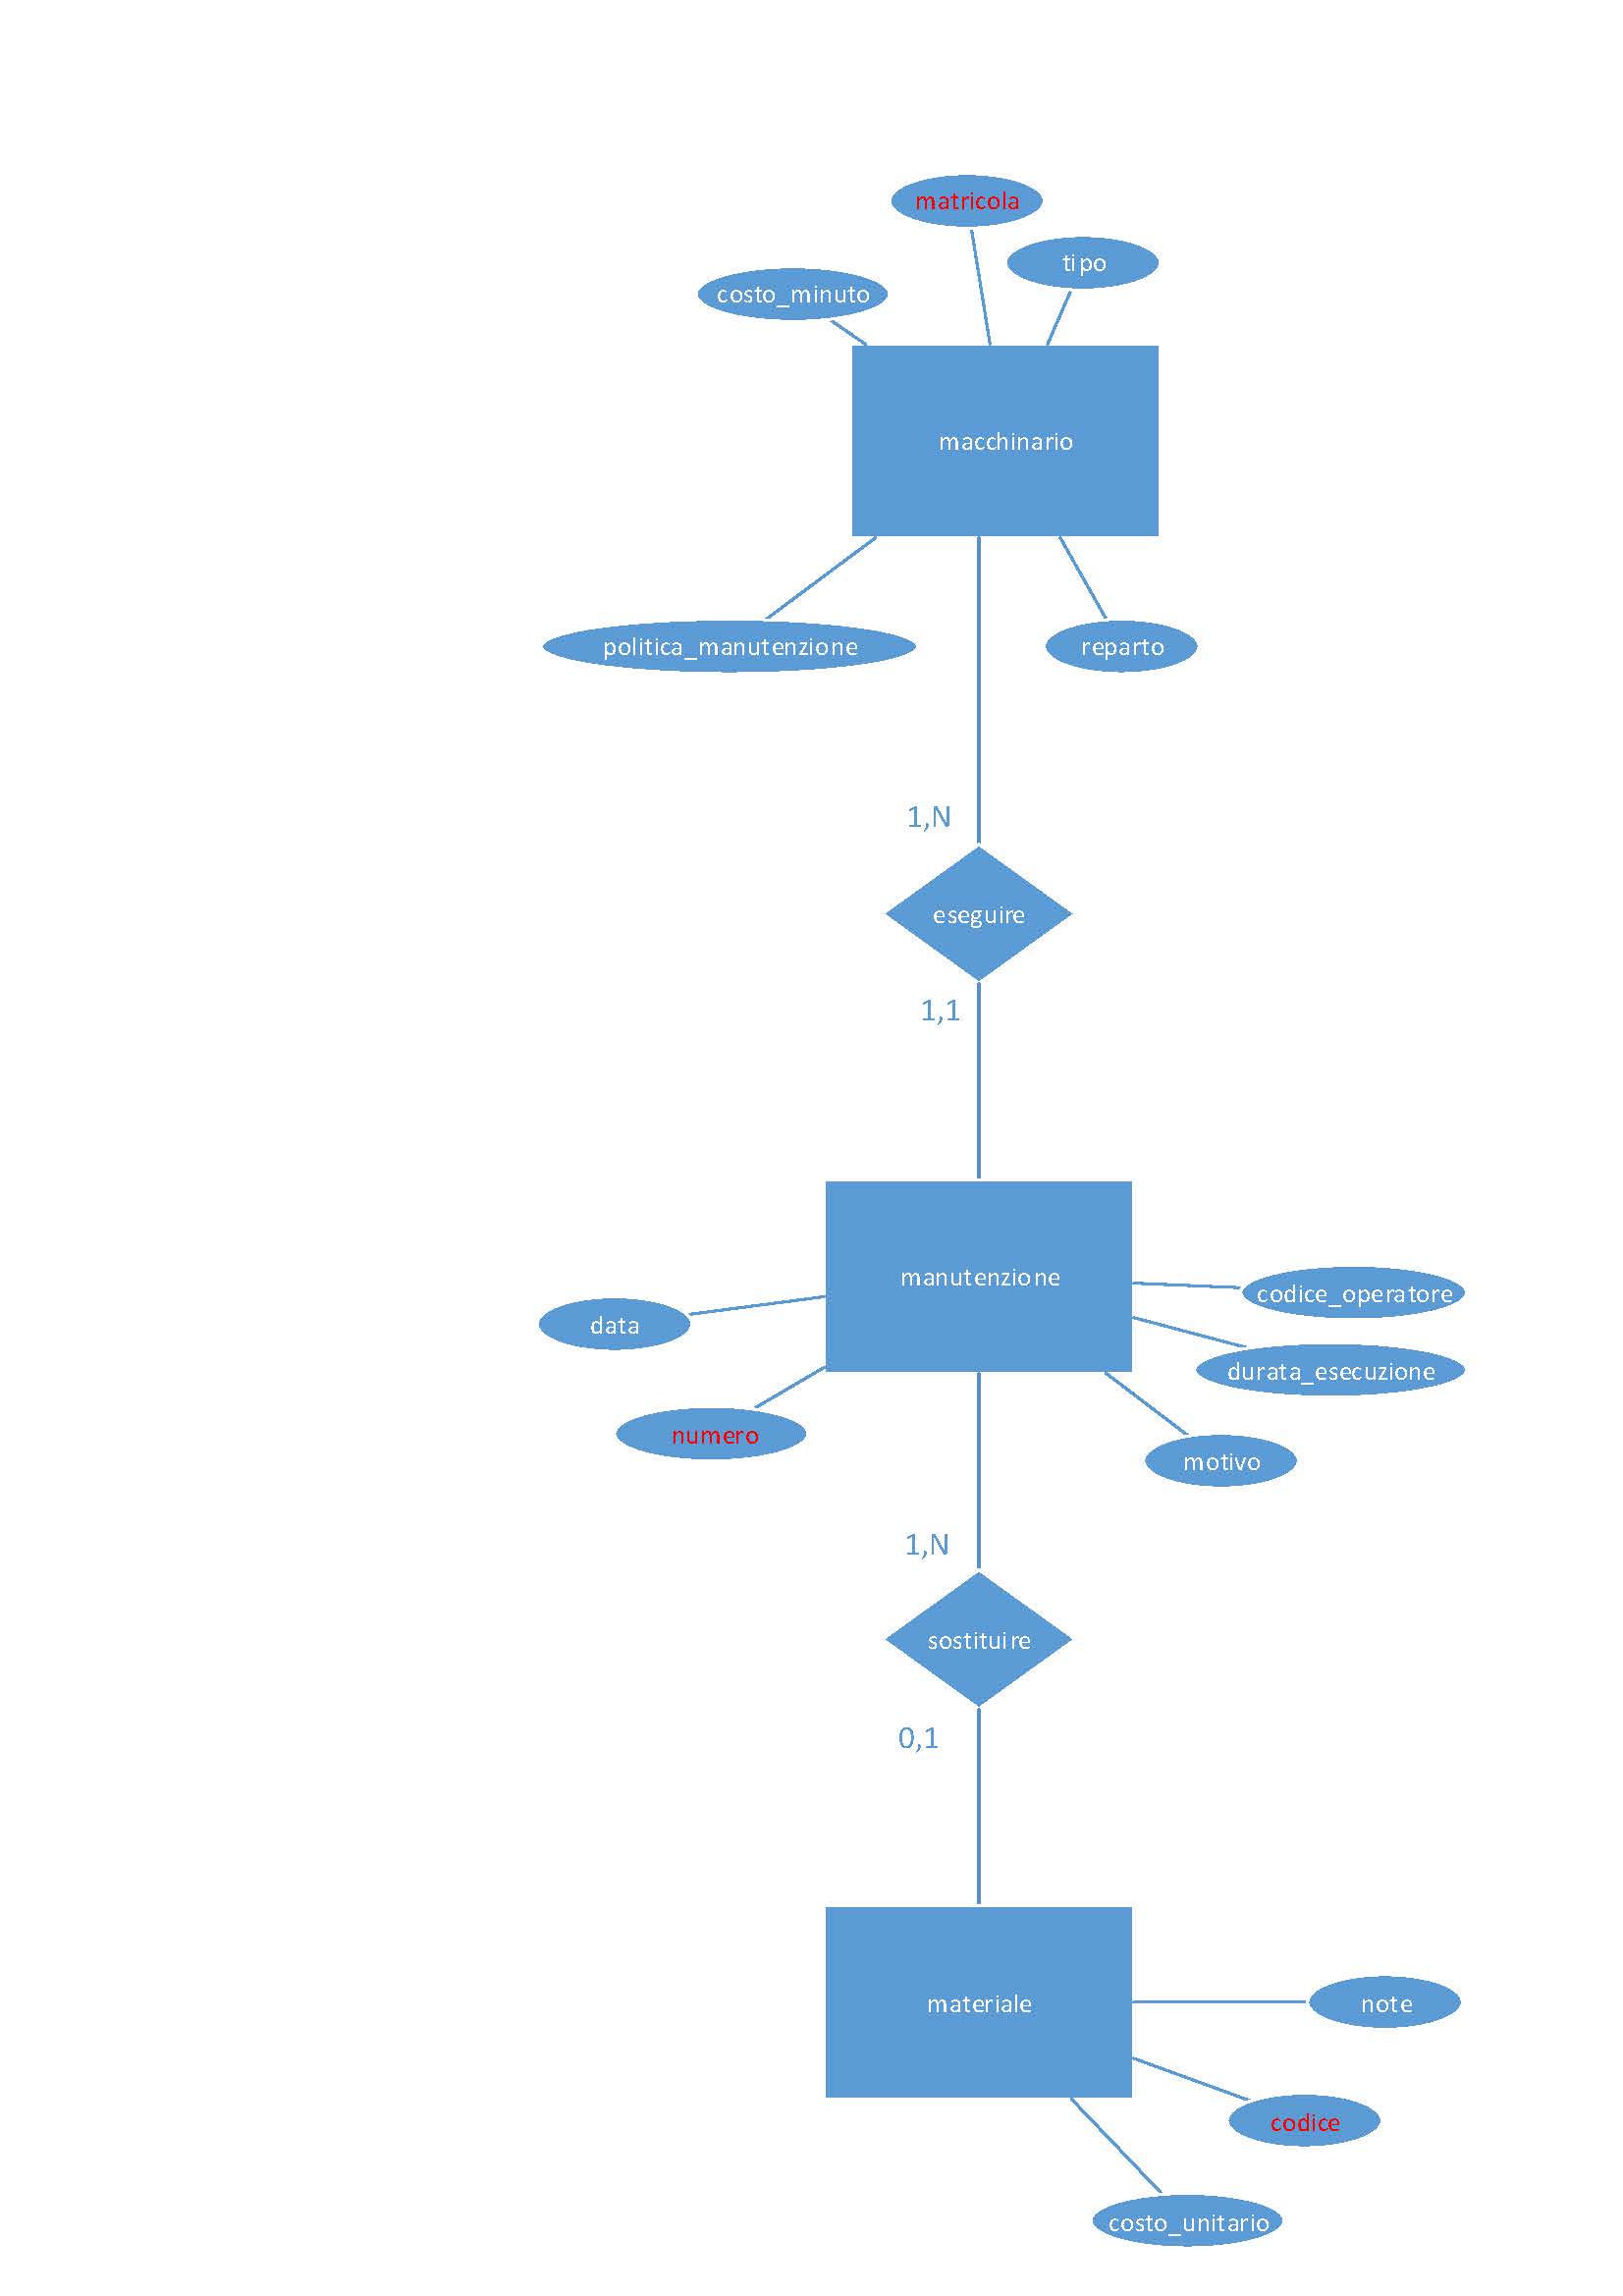 matricola
tipo
costo_minuto
macchinario
politica_manutenzione
reparto
1,N
eseguire
1,1
manutenzione
codice_operatore
data
durata_esecuzione
numero
motivo
1,N
sostituire
0,1
materiale
note
codice
costo_unitario